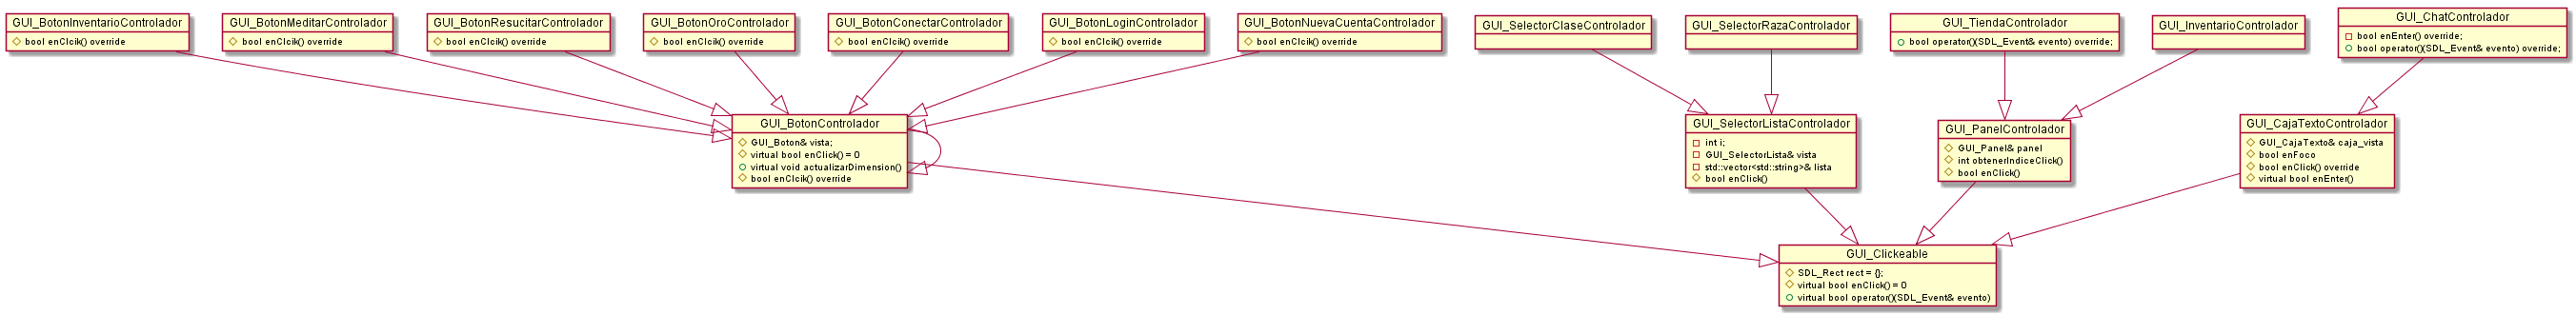 GUI_BotonInventarioControlador
bool enClcik() override
GUI_BotonMeditarControlador
bool enClcik() override
GUI_BotonResucitarControlador
bool enClcik() override
GUI_BotonOroControlador
bool enClcik() override
GUI_BotonConectarControlador
bool enClcik() override
GUI_BotonLoginControlador
bool enClcik() override
GUI_BotonNuevaCuentaControlador
bool enClcik() override
GUI_SelectorClaseControlador
GUI_SelectorRazaControlador
GUI_TiendaControlador
bool operator()(SDL_Event& evento) override;
GUI_InventarioControlador
GUI_ChatControlador
bool enEnter() override;
bool operator()(SDL_Event& evento) override;
GUI_BotonControlador
GUI_Boton& vista;
virtual bool enClick() = 0
virtual void actualizarDimension()
bool enClcik() override
GUI_SelectorListaControlador
int i;
GUI_SelectorLista& vista
std::vector<std::string>& lista
bool enClick()
GUI_PanelControlador
GUI_Panel& panel
int obtenerIndiceClick()
bool enClick()
GUI_CajaTextoControlador
GUI_CajaTexto& caja_vista
bool enFoco
bool enClick() override
virtual bool enEnter()
GUI_Clickeable
SDL_Rect rect = {};
virtual bool enClick() = 0
virtual bool operator()(SDL_Event& evento)